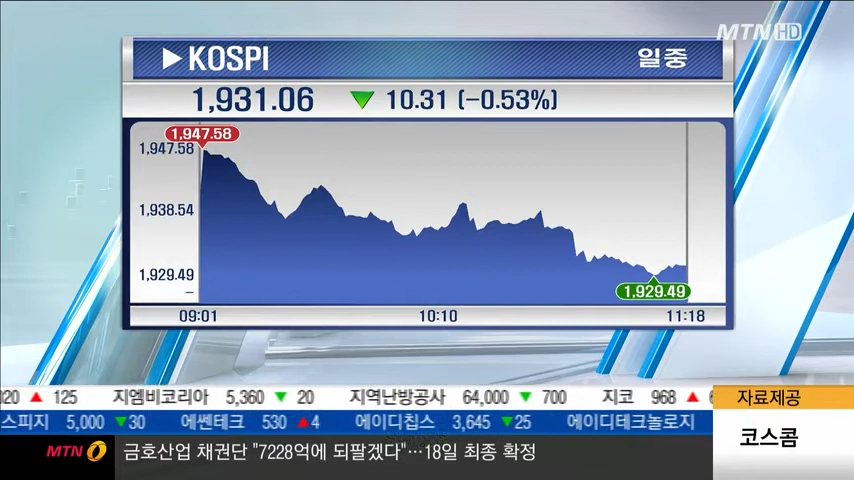 MTN HD
▶KOSPI 일중
1,931.06 ▼ 10.31 (-0.53%)
1,947.58
1,947.58
1,938.54
1,929.49
1,929.49
09:01 10:10 11:18
020 ▲ 125 지엠비코리아 5,360 ▼ 20 지역난방공사 64,000 ▼ 700 지코 968 ▲
자료제공
스피지 5,000 ▼30 에쎈테크 530 ▲4 에이디칩스 3,645 ▼25 에이디테크놀로지
코스콤
MTN 금호산업 채권단 "7228억에 되팔겠다"…18일 최종 확정